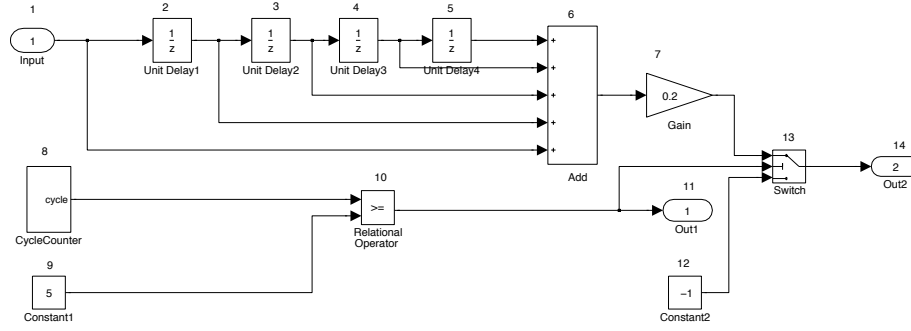 1
2
3
4
5
6
7
8
9
10
11
12
13
14
1
Input
1
z
Unit Delay1
1
z
Unit Delay2
1
z
Unit Delay3
1
z
Unit Delay4
+
+
+
+
+
Add
0.2
Gain
cycle
CycleCounter
>=
Relational
Operator
5
Constant1
1
Out1
−1
Constant2
Switch
2
Out2